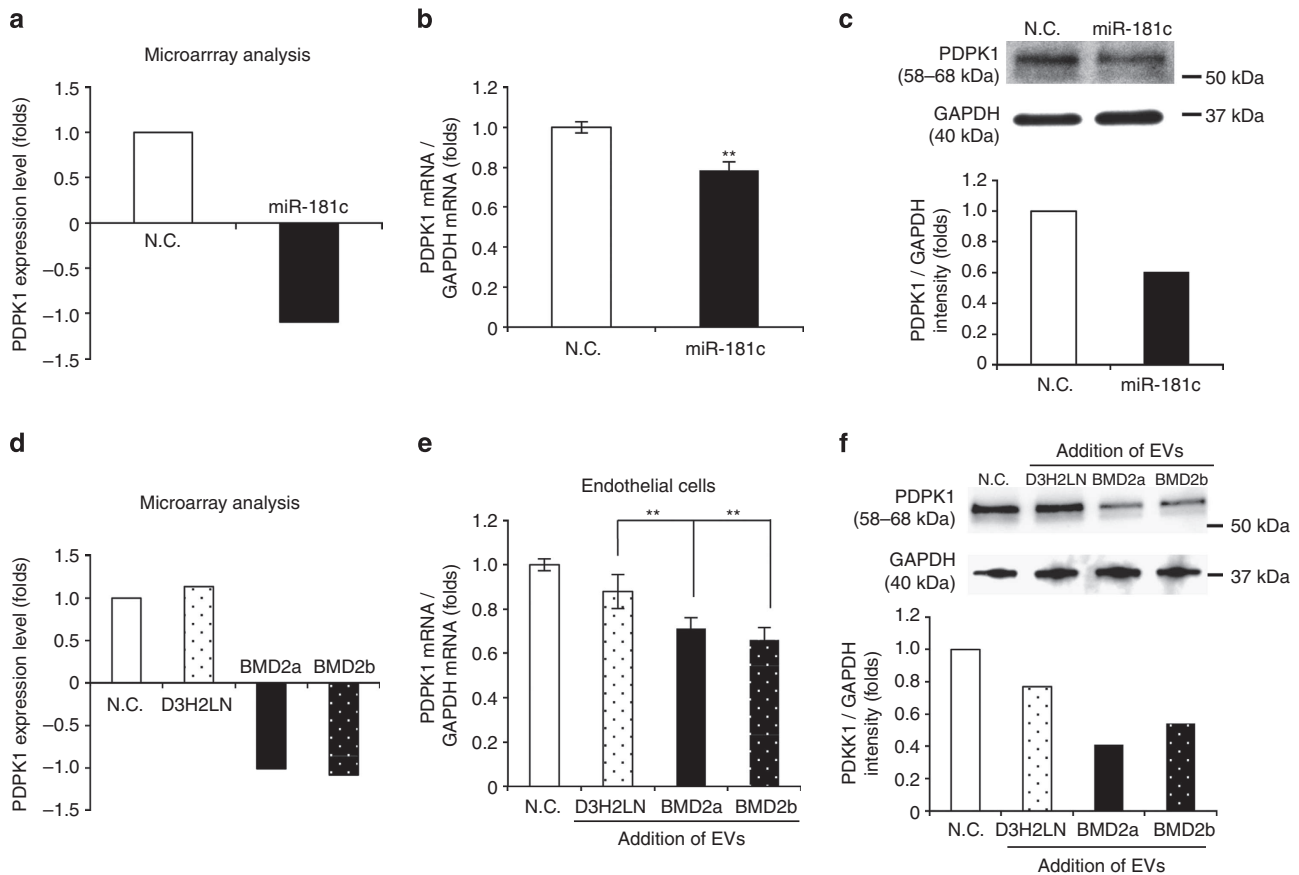 a
Microarrray analysis
PDPK1 expression level (folds)
1.5
1.0
0.5
0
−0.5
−1.0
−1.5
N.C.
miR-181c
b
PDPK1 mRNA /
GAPDH mRNA (folds)
1.2
1.0
0.8
0.6
0.4
0.2
0
**
N.C.
miR-181c
c
N.C. miR-181c
PDPK1
(58–68 kDa)
50 kDa
GAPDH
(40 kDa)
37 kDa
PDPK1 / GAPDH
intensity (folds)
1.2
1.0
0.8
0.6
0.4
0.2
0
N.C.
miR-181c
d
Microarray analysis
PDPK1 expression level (folds)
1.5
1.0
0.5
0
−0.5
−1.0
−1.5
N.C.
D3H2LN
BMD2a
BMD2b
e
Endothelial cells
PDPK1 mRNA /
GAPDH mRNA (folds)
1.2
1.0
0.8
0.6
0.4
0.2
0
**
**
N.C. D3H2LN BMD2a BMD2b
Addition of EVs
f
Addition of EVs
N.C. D3H2LN BMD2a BMD2b
PDPK1
(58–68 kDa)
50 kDa
GAPDH
(40 kDa)
37 kDa
PDKK1 / GAPDH
intensity (folds)
1.2
1.0
0.8
0.6
0.4
0.2
0
N.C. D3H2LN BMD2a BMD2b
Addition of EVs